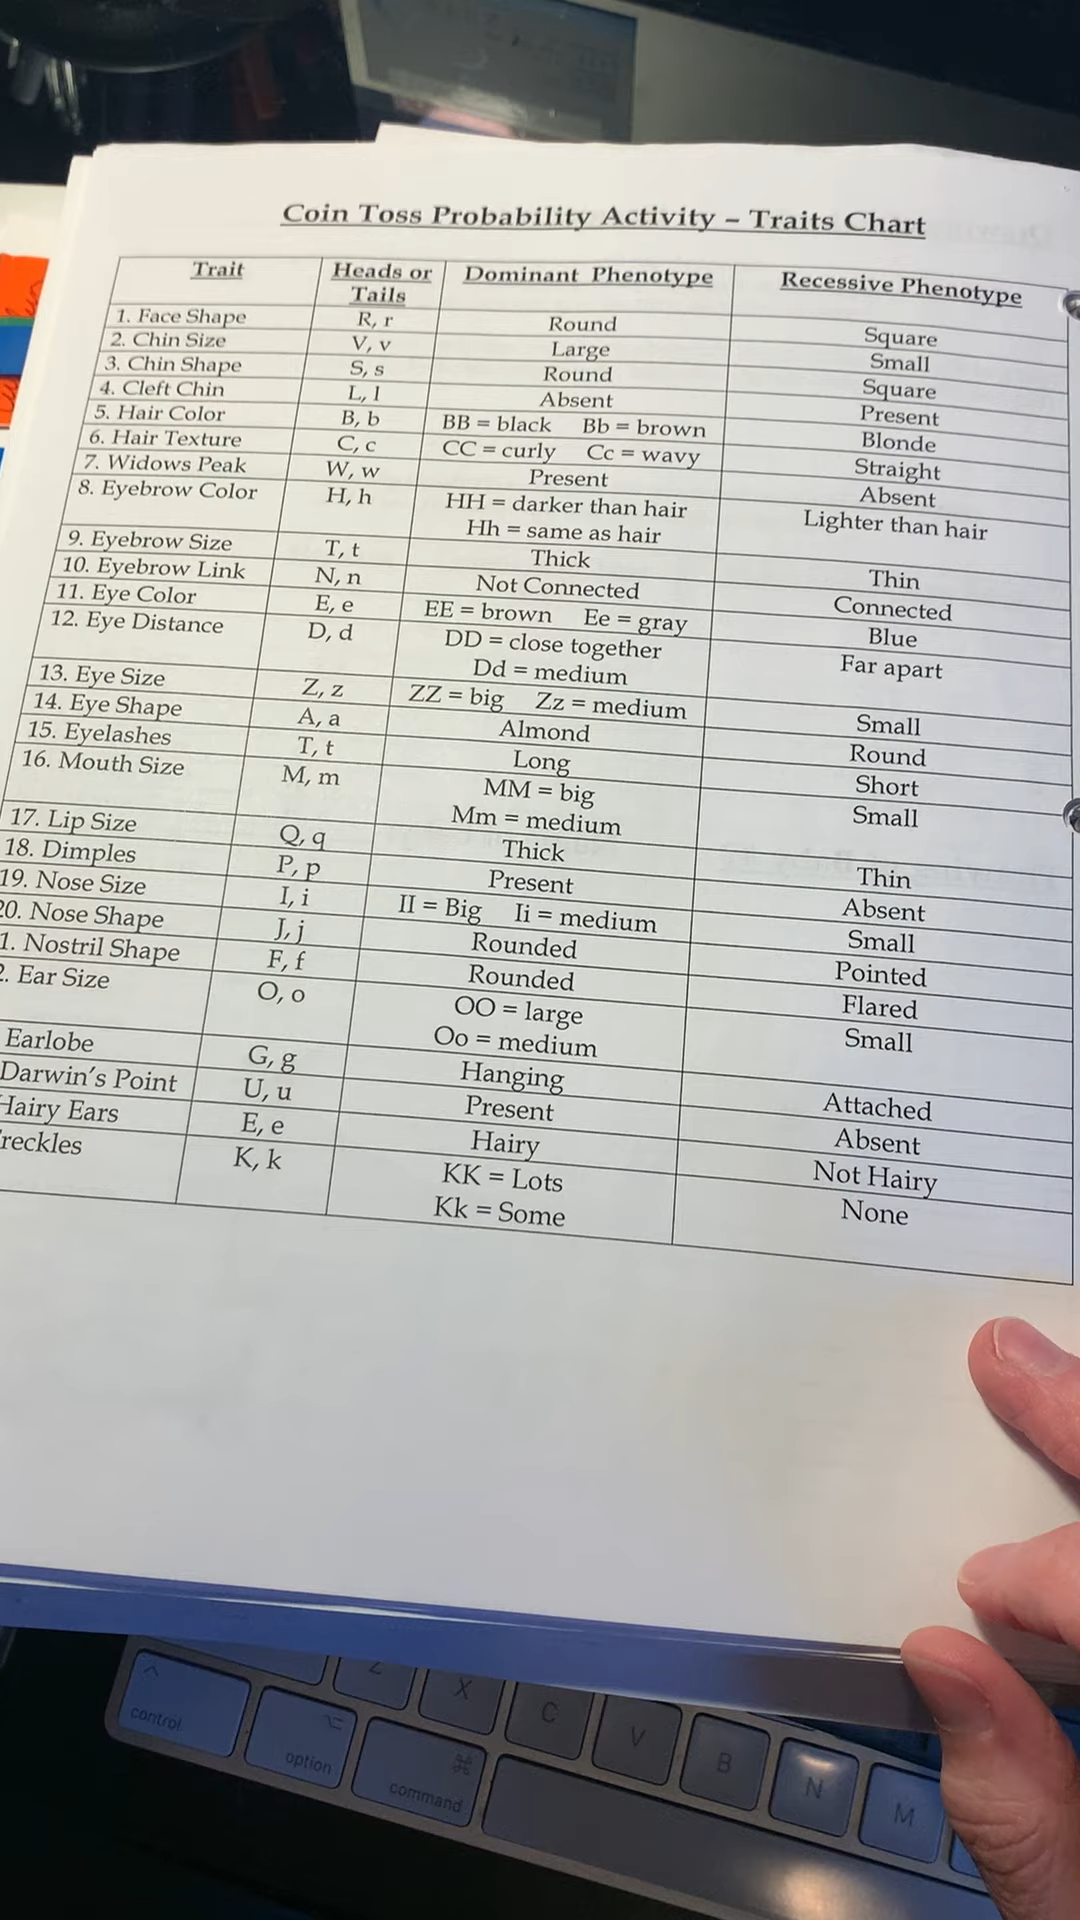 Coin Toss Probability Activity – Traits Chart
Trait Heads or Tails Dominant Phenotype Recessive Phenotype
1. Face Shape R, r Round Square
2. Chin Size V, v Large Small
3. Chin Shape S, s Round Square
4. Cleft Chin L, l Absent Present
5. Hair Color B, b BB = black Bb = brown Blonde
6. Hair Texture C, c CC = curly Cc = wavy Straight
7. Widows Peak W, w Present Absent
8. Eyebrow Color H, h HH = darker than hair Lighter than hair
Hh = same as hair
9. Eyebrow Size T, t Thick Thin
10. Eyebrow Link N, n Not Connected Connected
11. Eye Color E, e EE = brown Ee = gray Blue
12. Eye Distance D, d DD = close together Far apart
Dd = medium
13. Eye Size Z, z ZZ = big Zz = medium Small
14. Eye Shape A, a Almond Round
15. Eyelashes T, t Long Short
16. Mouth Size M, m MM = big Small
Mm = medium
17. Lip Size Q, q Thick Thin
18. Dimples P, p Present Absent
19. Nose Size I, i II = Big Ii = medium Small
20. Nose Shape J, j Rounded Pointed
1. Nostril Shape F, f Rounded Flared
2. Ear Size O, o OO = large Small
Oo = medium
Earlobe G, g Hanging Attached
Darwin's Point U, u Present Absent
Hairy Ears E, e Hairy Not Hairy
reckles K, k KK = Lots None
Kk = Some
Z X C V B N M
control option ⌘ command